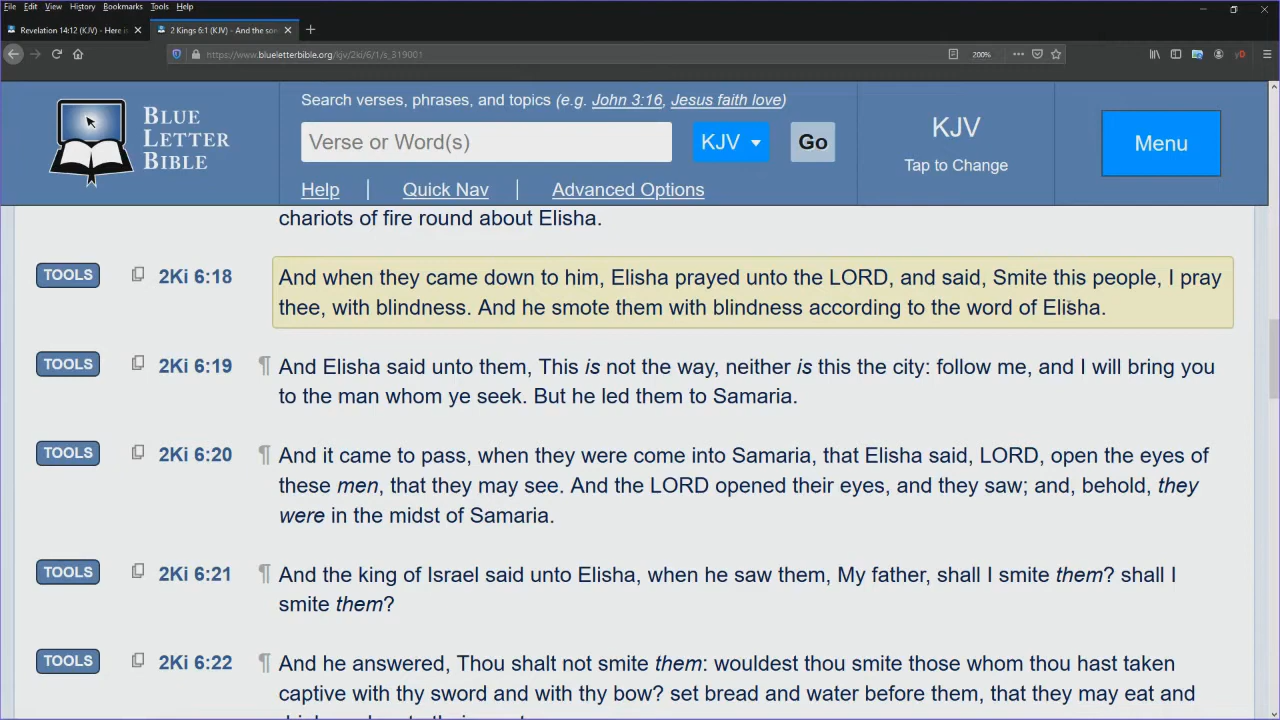 File Edit View History Bookmarks Tools Help
Revelation 14:12 (KJV) - Here is
2 Kings 6:1 (KJV) - And the son
https://www.blueletterbible.org/kjv/2ki/6/1/s_319001
200%
BLUE
LETTER
BIBLE
Search verses, phrases, and topics (e.g. John 3:16, Jesus faith love)
Verse or Word(s)
KJV
Go
Help | Quick Nav | Advanced Options
KJV
Tap to Change
Menu
chariots of fire round about Elisha.
TOOLS 2Ki 6:18 And when they came down to him, Elisha prayed unto the LORD, and said, Smite this people, I pray
thee, with blindness. And he smote them with blindness according to the word of Elisha.
TOOLS 2Ki 6:19 ¶ And Elisha said unto them, This is not the way, neither is this the city: follow me, and I will bring you
to the man whom ye seek. But he led them to Samaria.
TOOLS 2Ki 6:20 ¶ And it came to pass, when they were come into Samaria, that Elisha said, LORD, open the eyes of
these men, that they may see. And the LORD opened their eyes, and they saw; and, behold, they
were in the midst of Samaria.
TOOLS 2Ki 6:21 ¶ And the king of Israel said unto Elisha, when he saw them, My father, shall I smite them? shall I
smite them?
TOOLS 2Ki 6:22 ¶ And he answered, Thou shalt not smite them: wouldest thou smite those whom thou hast taken
captive with thy sword and with thy bow? set bread and water before them, that they may eat and